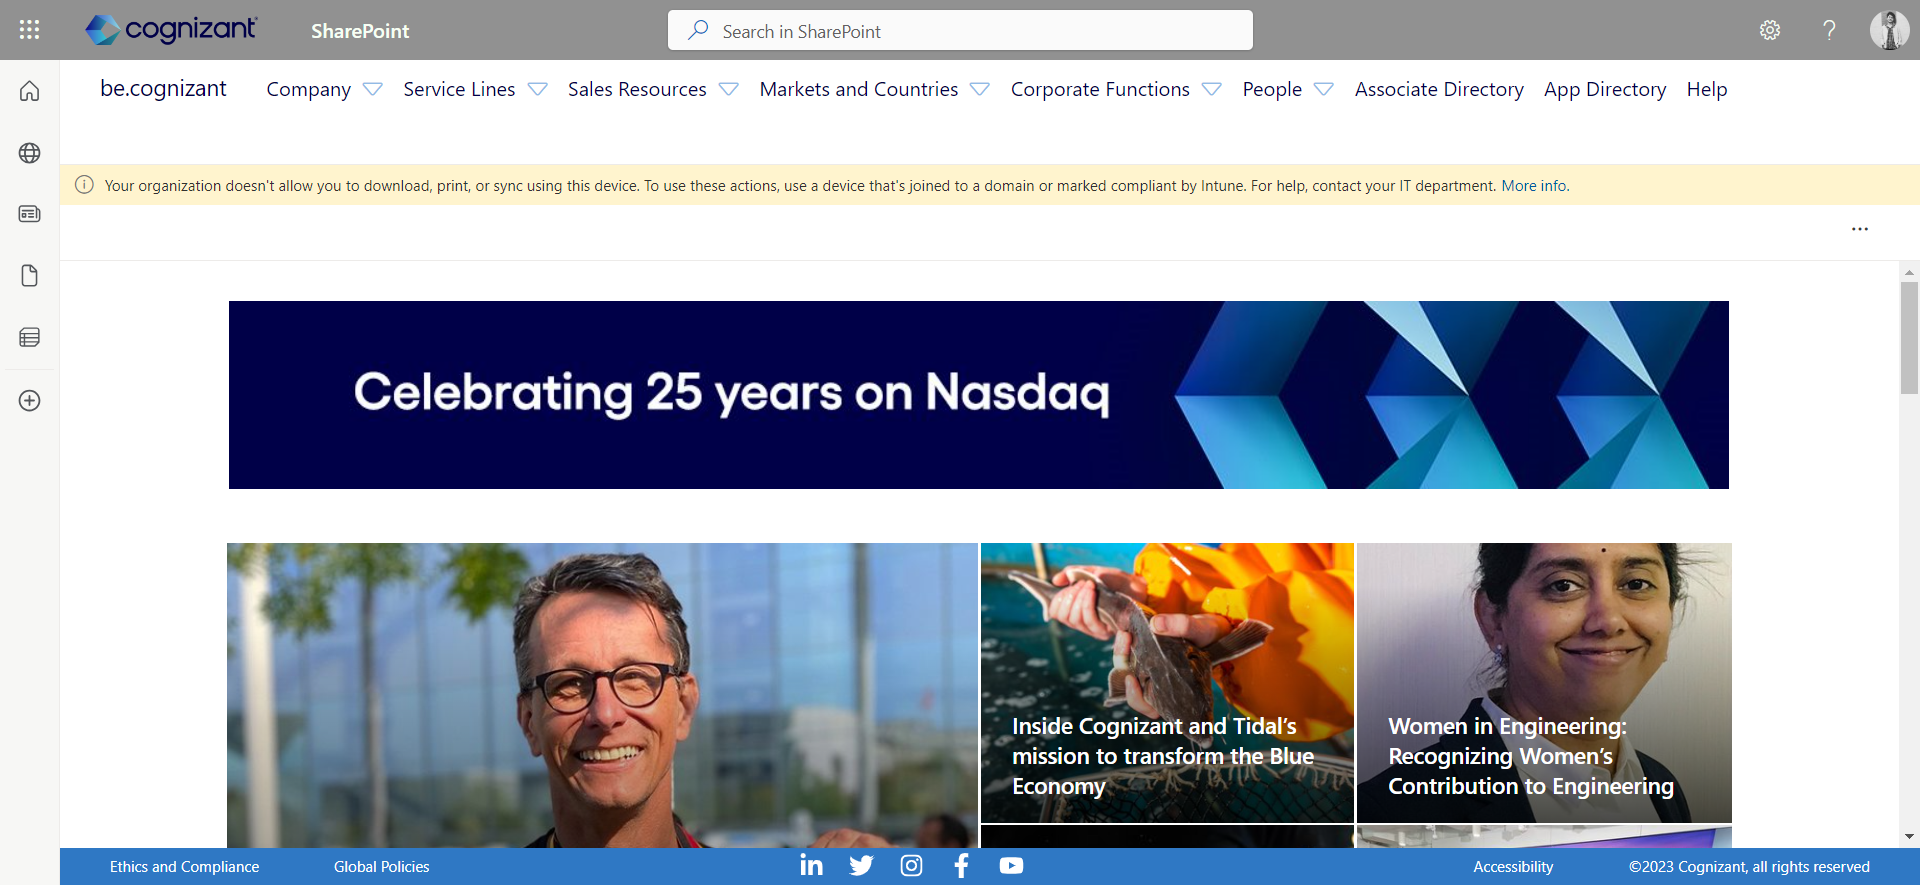 cognizant
SharePoint
Search in SharePoint
be.cognizant
Company
Service Lines
Sales Resources
Markets and Countries
Corporate Functions
People
Associate Directory
App Directory
Help
Your organization doesn't allow you to download, print, or sync using this device. To use these actions, use a device that's joined to a domain or marked compliant by Intune. For help, contact your IT department. More info.
Celebrating 25 years on Nasdaq
Inside Cognizant and Tidal’s
mission to transform the Blue
Economy
Women in Engineering:
Recognizing Women’s
Contribution to Engineering
Ethics and Compliance
Global Policies
Accessibility
©2023 Cognizant, all rights reserved